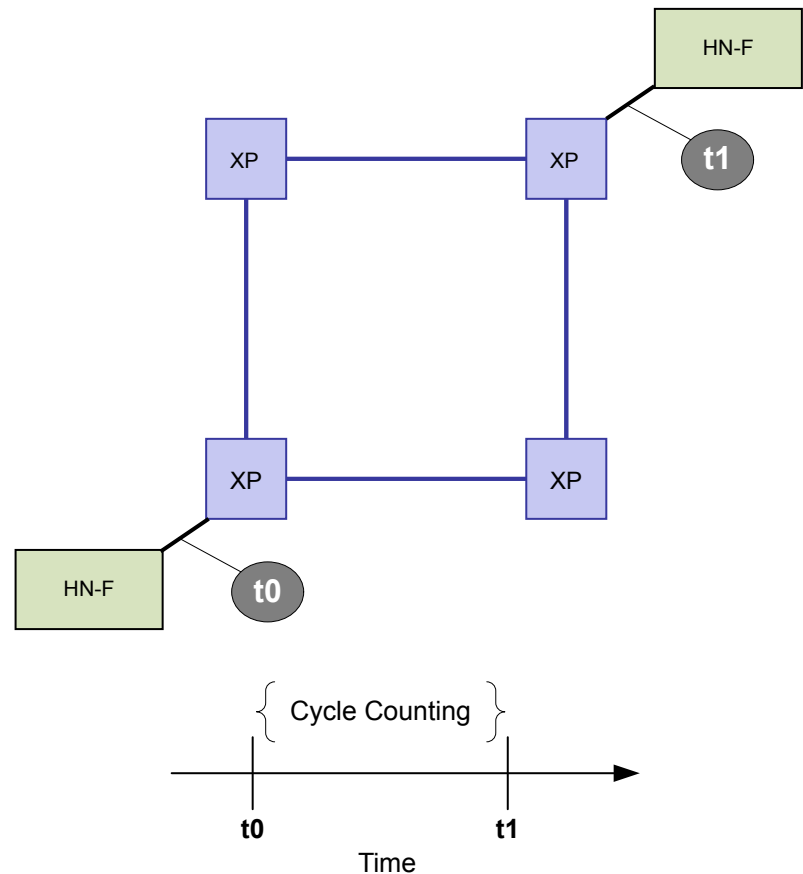 HN-F
XP
XP
t1
XP
XP
HN-F
t0
{ Cycle Counting }
t0
t1
Time